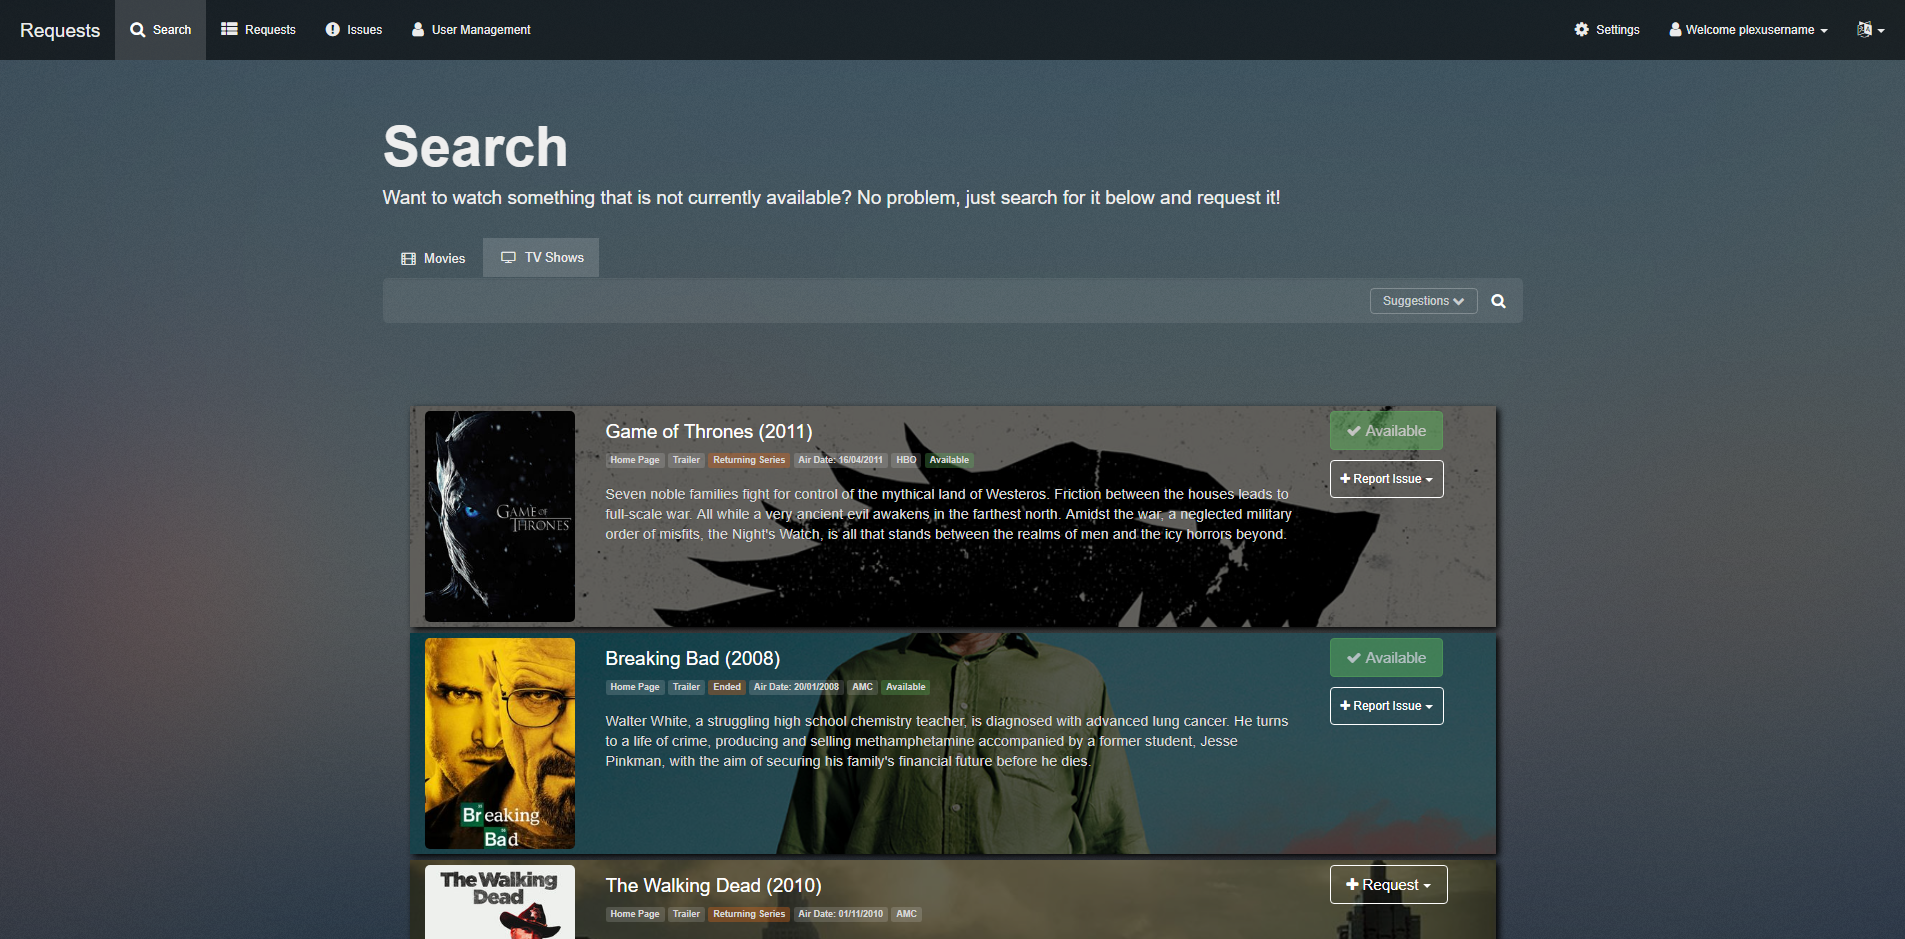 Requests
Search
Requests
Issues
User Management
Settings
Welcome plexusername
Search
Want to watch something that is not currently available? No problem, just search for it below and request it!
Movies
TV Shows
Suggestions
GAME OF
THRONES
Game of Thrones (2011)
Home Page Trailer Returning Series Air Date: 16/04/2011 HBO Available
Seven noble families fight for control of the mythical land of Westeros. Friction between the houses leads to
full-scale war. All while a very ancient evil awakens in the farthest north. Amidst the war, a neglected military
order of misfits, the Night's Watch, is all that stands between the realms of men and the icy horrors beyond.
Available
Report Issue
Breaking
Bad
Breaking Bad (2008)
Home Page Trailer Ended Air Date: 20/01/2008 AMC Available
Walter White, a struggling high school chemistry teacher, is diagnosed with advanced lung cancer. He turns
to a life of crime, producing and selling methamphetamine accompanied by a former student, Jesse
Pinkman, with the aim of securing his family's financial future before he dies.
Available
Report Issue
The Walking
Dead
The Walking Dead (2010)
Home Page Trailer Returning Series Air Date: 01/11/2010 AMC
Request